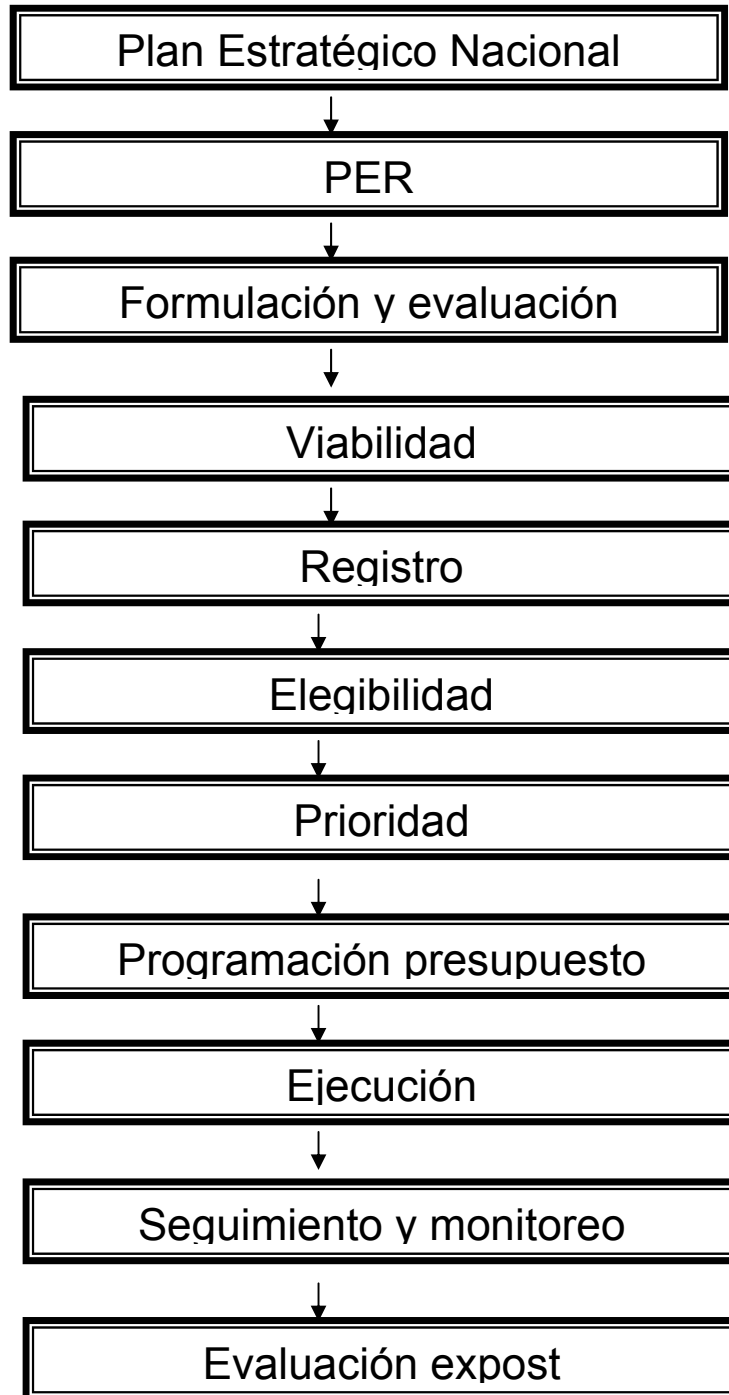 Plan Estratégico Nacional
PER
Formulación y evaluación
Viabilidad
Registro
Elegibilidad
Prioridad
Programación presupuesto
Ejecución
Seguimiento y monitoreo
Evaluación expost